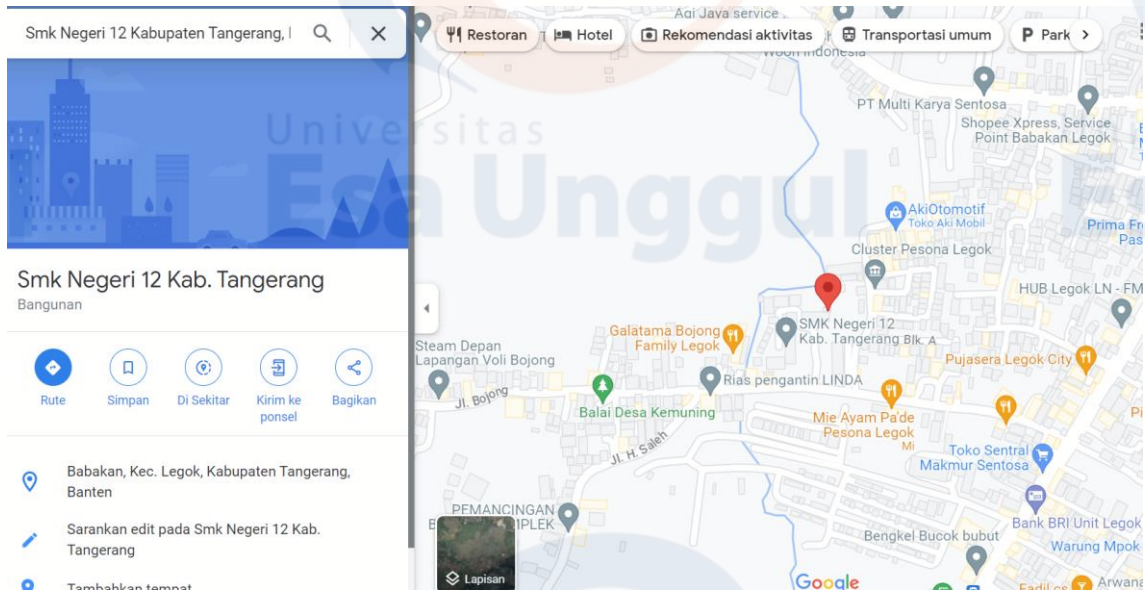 Smk Negeri 12 Kabupaten Tangerang,
Restoran
Hotel
Rekomendasi aktivitas
Transportasi umum
P Park
Universitas
Esa Unggul
Smk Negeri 12 Kab. Tangerang
Bangunan
Rute
Simpan
Di Sekitar
Kirim ke
ponsel
Bagikan
Babakan, Kec. Legok, Kabupaten Tangerang,
Banten
Sarankan edit pada Smk Negeri 12 Kab.
Tangerang
Tambahkan tempat
Agi Java service
Woori Indonesia
PT Multi Karya Sentosa
Shopee Xpress, Service
Point Babakan Legok
AkiOtomotif
Toko Aki Mobil
Prima Fr
Pas
Cluster Pesona Legok
HUB Legok LN - FM
SMK Negeri 12
Kab. Tangerang
Blk. A
Galatama Bojong
Family Legok
Steam Depan
Lapangan Voli Bojong
Pujasera Legok City
Rias pengantin LINDA
Jl. Bojong
Balai Desa Kemuning
Mie Ayam Pa'de
Pesona Legok
Mi
Pi
Jl. H. Saleh
Toko Sentral
Makmur Sentosa
PEMANCINGAN
IPLEK
Bank BRI Unit Legok
Bengkel Bucok bubut
Warung Mpok
Lapisan
Google
Arwana